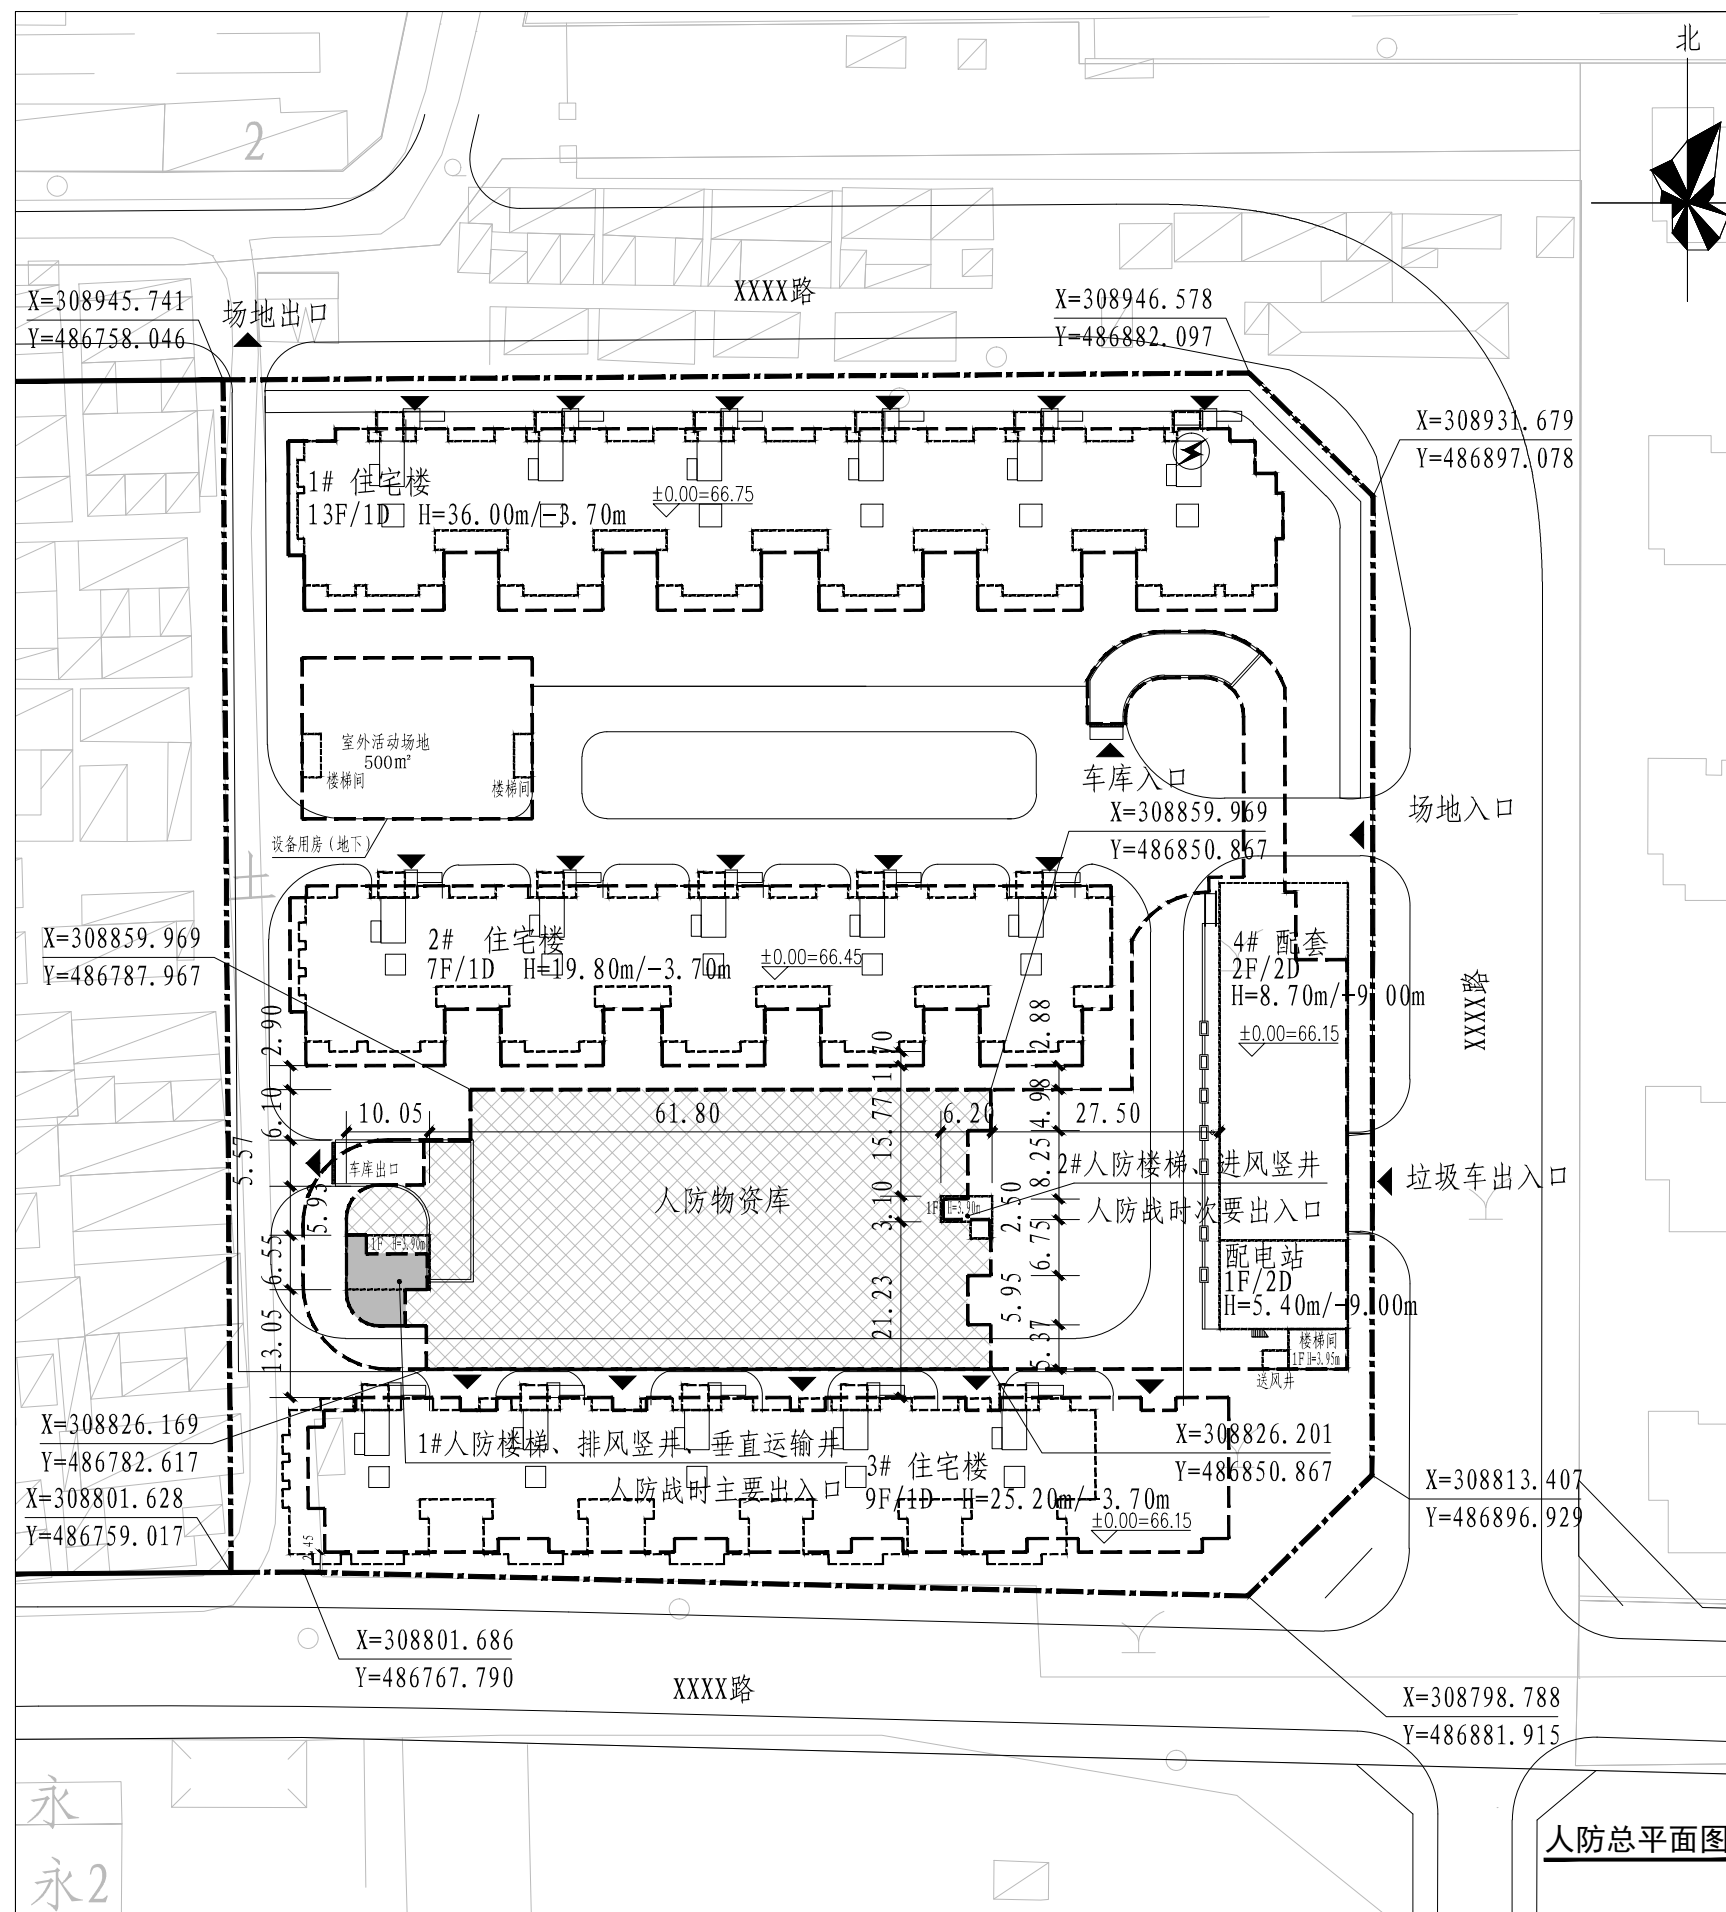 北
2
XXXX路
X=308945.741
Y=486758.046
场地出口
X=308946.578
Y=486882.097
X=308931.679
Y=486897.078
1# 住宅楼
13F/1D H=36.00m/-3.70m
±0.00=66.75
室外活动场地
500m²
楼梯间
楼梯间
设备用房（地下）
车库入口
场地入口
X=308859.969
Y=486850.867
土
X=308859.969
Y=486787.967
2# 住宅楼
7F/1D H=19.80m/-3.70m
±0.00=66.45
4# 配套
2F/2D
H=8.70m/-9.00m
±0.00=66.15
XXXX路
2.90
6.10
5.57
5.95
6.55
13.05
10.05
61.80
6.20
27.50
1.70
15.77
3.10
21.23
2.88
4.98
8.25
2.50
6.75
5.95
5.37
车库出口
人防物资库
1F H=3.90m
1F H=3.90m
2#人防楼梯、进风竖井
人防战时次要出入口
垃圾车出入口
配电站
1F/2D
H=5.40m/-9.00m
楼梯间
1F H=3.95m
送风井
X=308826.169
Y=486782.617
1#人防楼梯、排风竖井、垂直运输井
人防战时主要出入口
3# 住宅楼
9F/1D H=25.20m/-3.70m
±0.00=66.15
X=308826.201
Y=486850.867
X=308813.407
Y=486896.929
X=308801.628
Y=486759.017
X=308801.686
Y=486767.790
XXXX路
X=308798.788
Y=486881.915
永
永2
人防总平面图